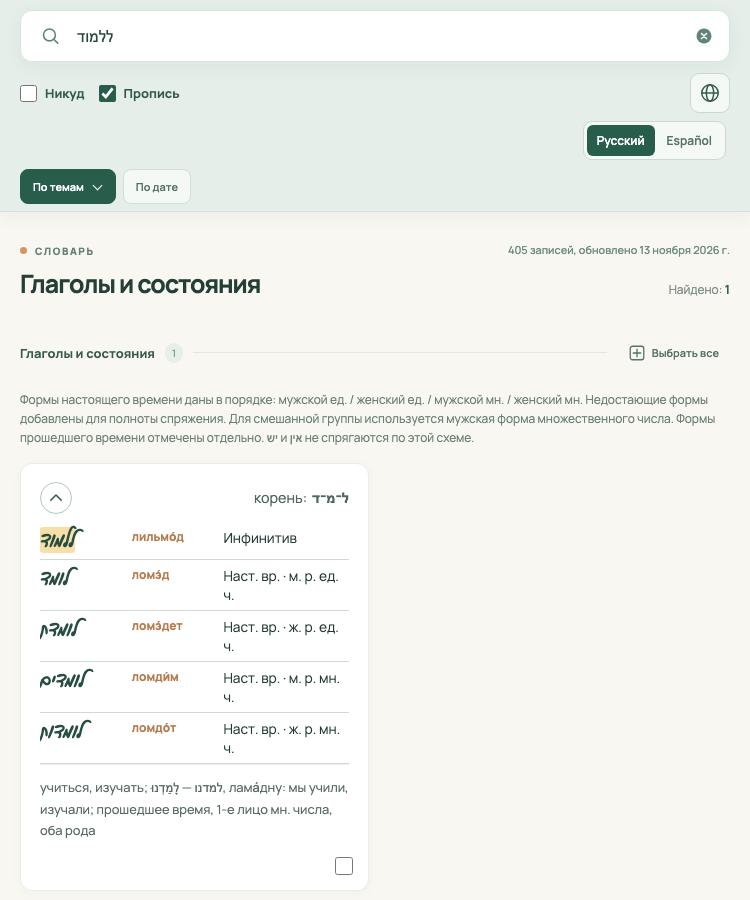 ללמוד
Никуд Пропись
Русский Español
По темам По дате
СЛОВАРЬ 405 записей, обновлено 13 ноября 2026 г.
Глаголы и состояния
Найдено: 1
Глаголы и состояния 1 Выбрать все
Формы настоящего времени даны в порядке: мужской ед. / женский ед. / мужской мн. / женский мн. Недостающие формы
добавлены для полноты спряжения. Для смешанной группы используется мужская форма множественного числа. Формы
прошедшего времени отмечены отдельно. יש и אין не спрягаются по этой схеме.
корень: ל־מ־ד
ללמוד лильмо́д Инфинитив
לומד ломэ́д Наст. вр. · м. р. ед.
ч.
לומדת ломэ́дет Наст. вр. · ж. р. ед.
ч.
לומדים ломди́м Наст. вр. · м. р. мн.
ч.
לומדות ломдо́т Наст. вр. · ж. р. мн.
ч.
учиться, изучать; למדנו — לָמַדְנוּ, лама́дну: мы учили,
изучали; прошедшее время, 1-е лицо мн. числа,
оба рода